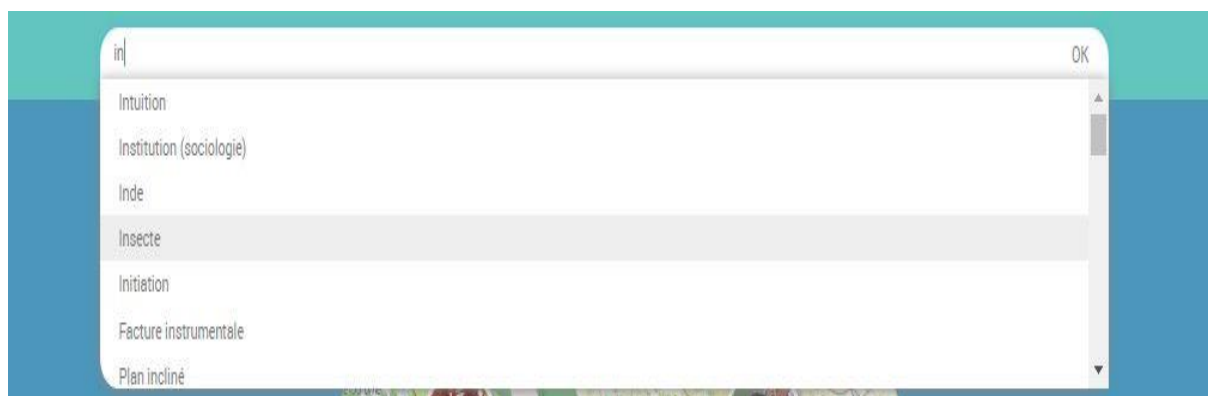 in
OK
Intuition
Institution (sociologie)
Inde
Insecte
Initiation
Facture instrumentale
Plan incliné